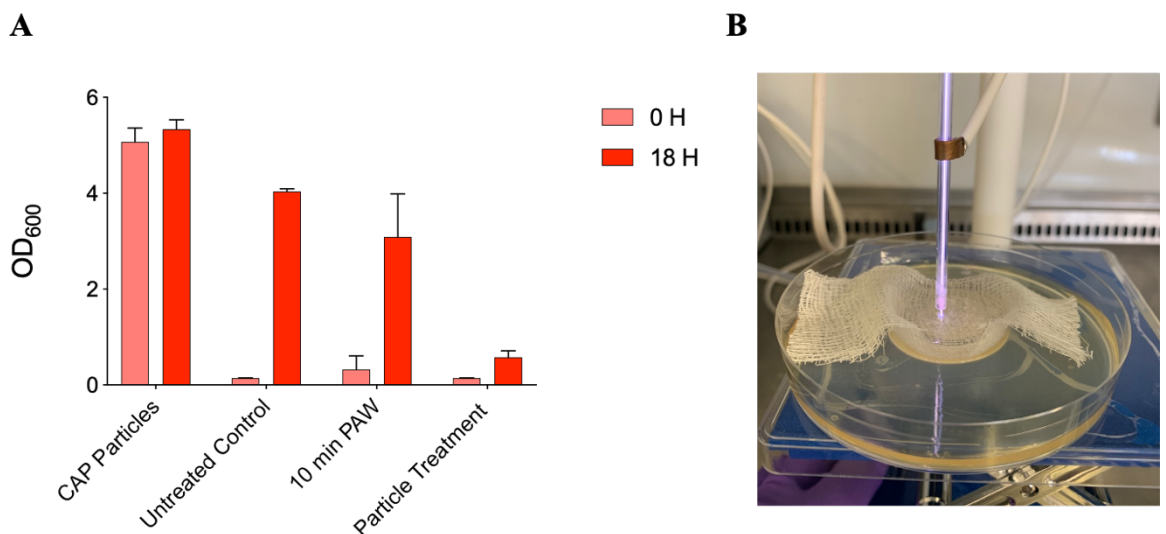 A
B
6
4
2
0
OD600
0 H
18 H
CAP Particles
Untreated Control
10 min PAW
Particle Treatment